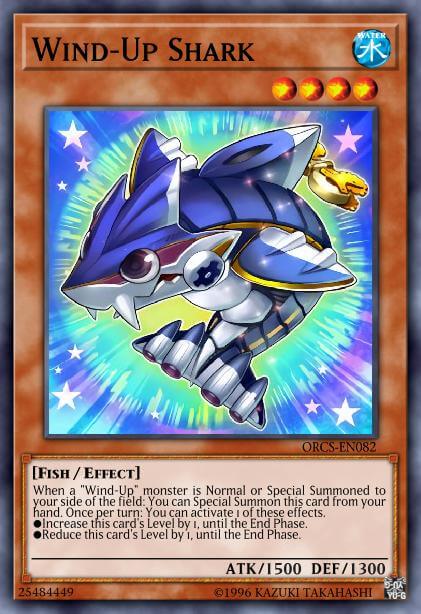 Wind-Up Shark
WATER
水
ORCS-EN082
[Fish / Effect]
When a "Wind-Up" monster is Normal or Special Summoned to
your side of the field: You can Special Summon this card from your
hand. Once per turn: You can activate 1 of these effects.
●Increase this card's Level by 1, until the End Phase.
●Reduce this card's Level by 1, until the End Phase.
ATK/1500 DEF/1300
25484449
©1996 KAZUKI TAKAHASHI